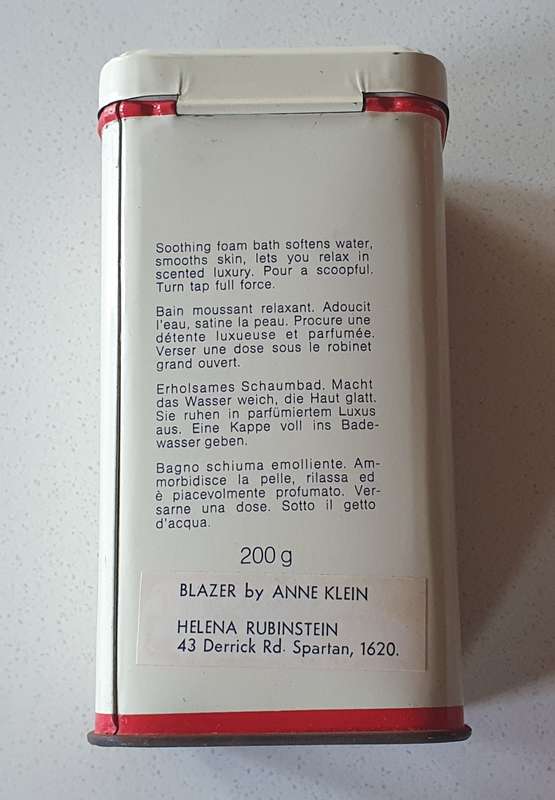 Soothing foam bath softens water,
smooths skin, lets you relax in
scented luxury. Pour a scoopful.
Turn tap full force.
Bain moussant relaxant. Adoucit
l'eau, satine la peau. Procure une
détente luxueuse et parfumée.
Verser une dose sous le robinet
grand ouvert.
Erholsames Schaumbad. Macht
das Wasser weich, die Haut glatt.
Sie ruhen in parfümiertem Luxus
aus. Eine Kappe voll ins Bade-
wasser geben.
Bagno schiuma emolliente. Am-
morbidisce la pelle, rilassa ed
è piacevolmente profumato. Ver-
sarne una dose. Sotto il getto
d'acqua.
200 g
BLAZER by ANNE KLEIN
HELENA RUBINSTEIN
43 Derrick Rd. Spartan, 1620.